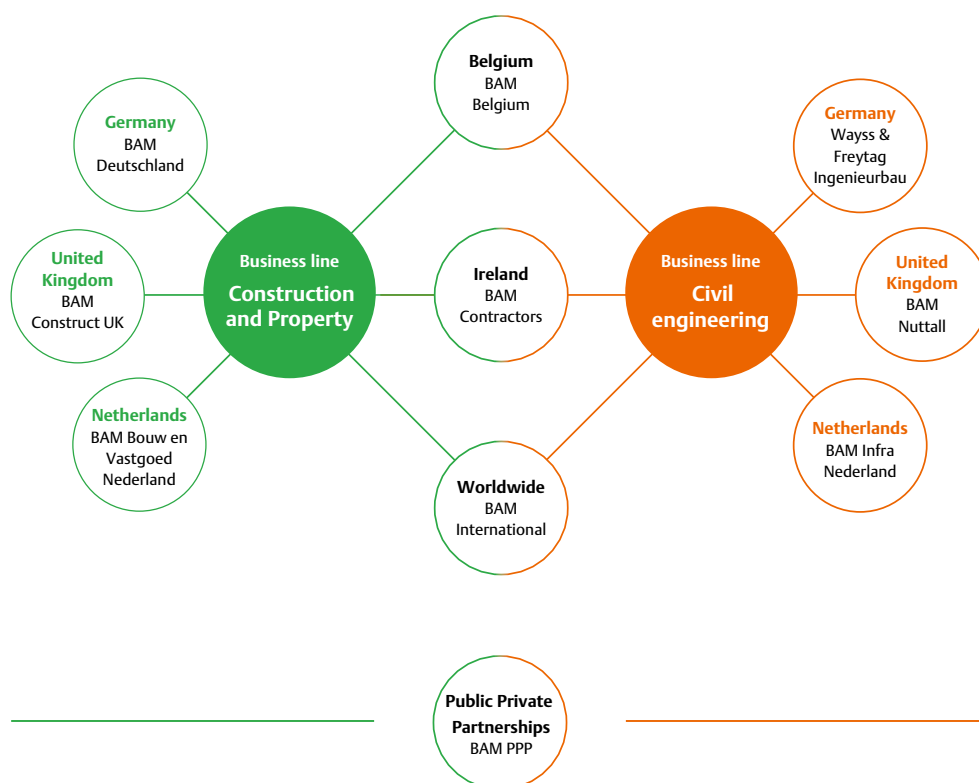 Belgium
BAM
Belgium
Germany
BAM
Deutschland
Germany
Wayss &
Freytag
Ingenieurbau
United
Kingdom
BAM
Construct UK
Business line
Construction
and Property
Ireland
BAM
Contractors
Business line
Civil
engineering
United
Kingdom
BAM
Nuttall
Netherlands
BAM Bouw en
Vastgoed
Nederland
Worldwide
BAM
International
Netherlands
BAM Infra
Nederland
Public Private
Partnerships
BAM PPP